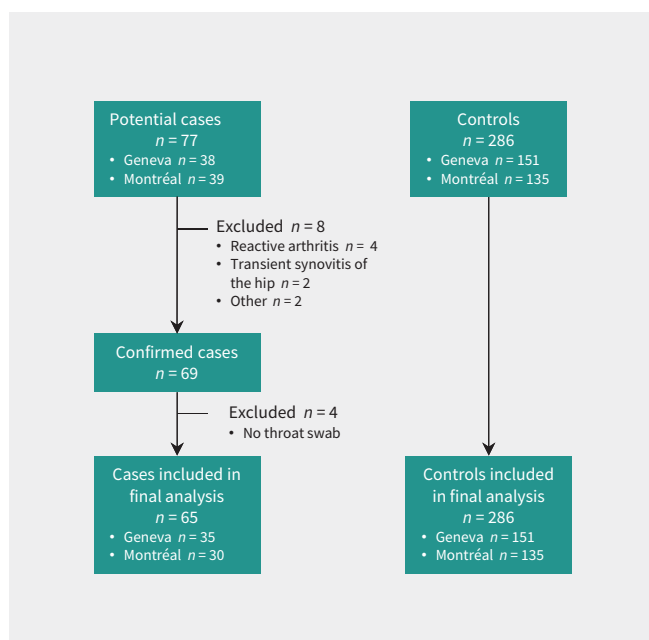 Potential cases
n = 77
• Geneva n = 38
• Montréal n = 39
Controls
n = 286
• Geneva n = 151
• Montréal n = 135
Excluded n = 8
• Reactive arthritis n = 4
• Transient synovitis of
the hip n = 2
• Other n = 2
Confirmed cases
n = 69
Excluded n = 4
• No throat swab
Cases included in
final analysis
n = 65
• Geneva n = 35
• Montréal n = 30
Controls included
in final analysis
n = 286
• Geneva n = 151
• Montréal n = 135